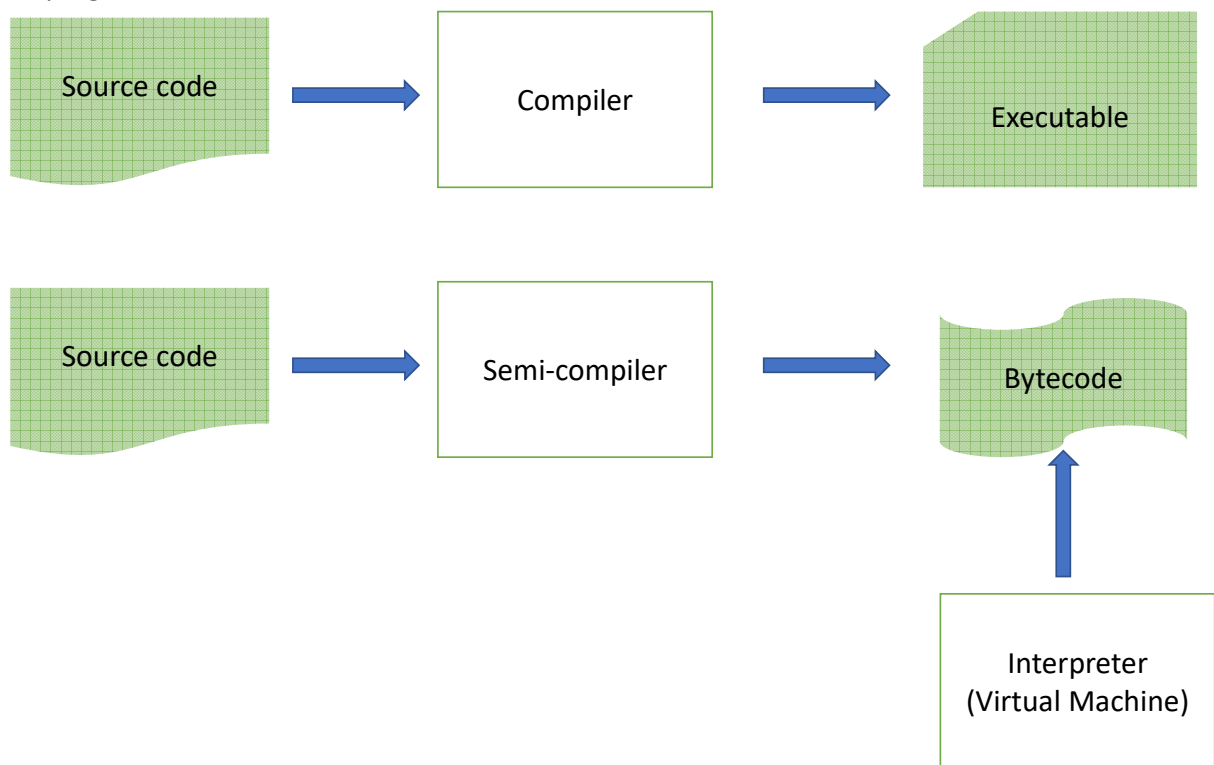 Source code
Compiler
Executable
Source code
Semi-compiler
Bytecode
Interpreter
(Virtual Machine)